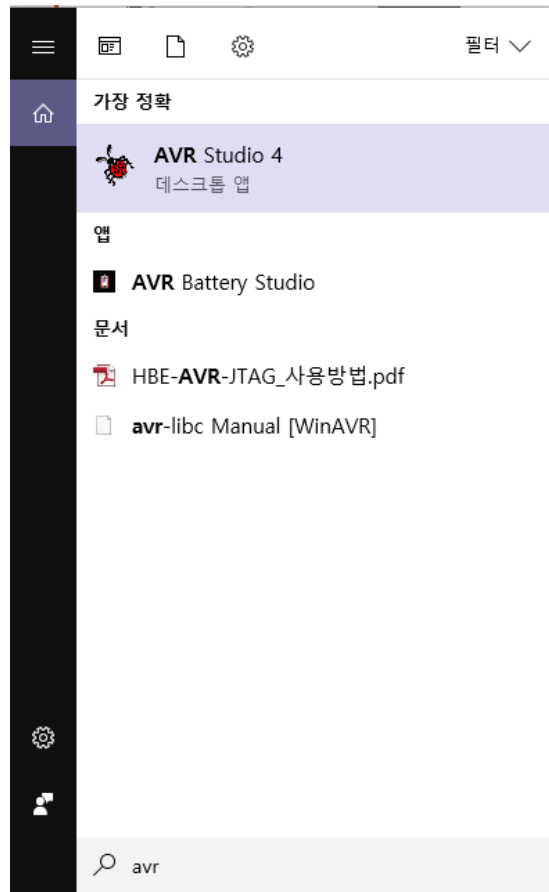 필터
가장 정확
AVR Studio 4
데스크톱 앱
앱
AVR Battery Studio
문서
HBE-AVR-JTAG_사용방법.pdf
avr-libc Manual [WinAVR]
avr